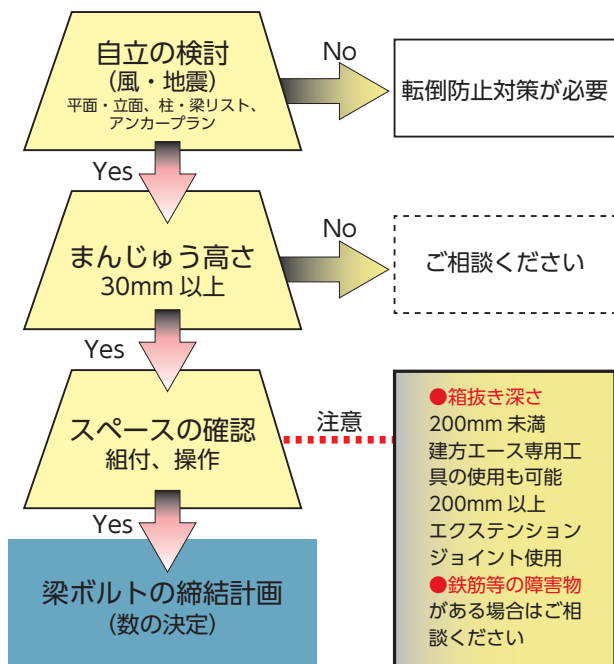 自立の検討
（風・地震）
平面・立面、柱・梁リスト、
アンカープラン
No
転倒防止対策が必要
Yes
まんじゅう高さ
30mm 以上
No
ご相談ください
Yes
スペースの確認
組付、操作
注意
●箱抜き深さ
200mm 未満
建方エース専用工
具の使用も可能
200mm 以上
エクステンション
ジョイント使用
●鉄筋等の障害物
がある場合はご相
談ください
Yes
梁ボルトの締結計画
（数の決定）